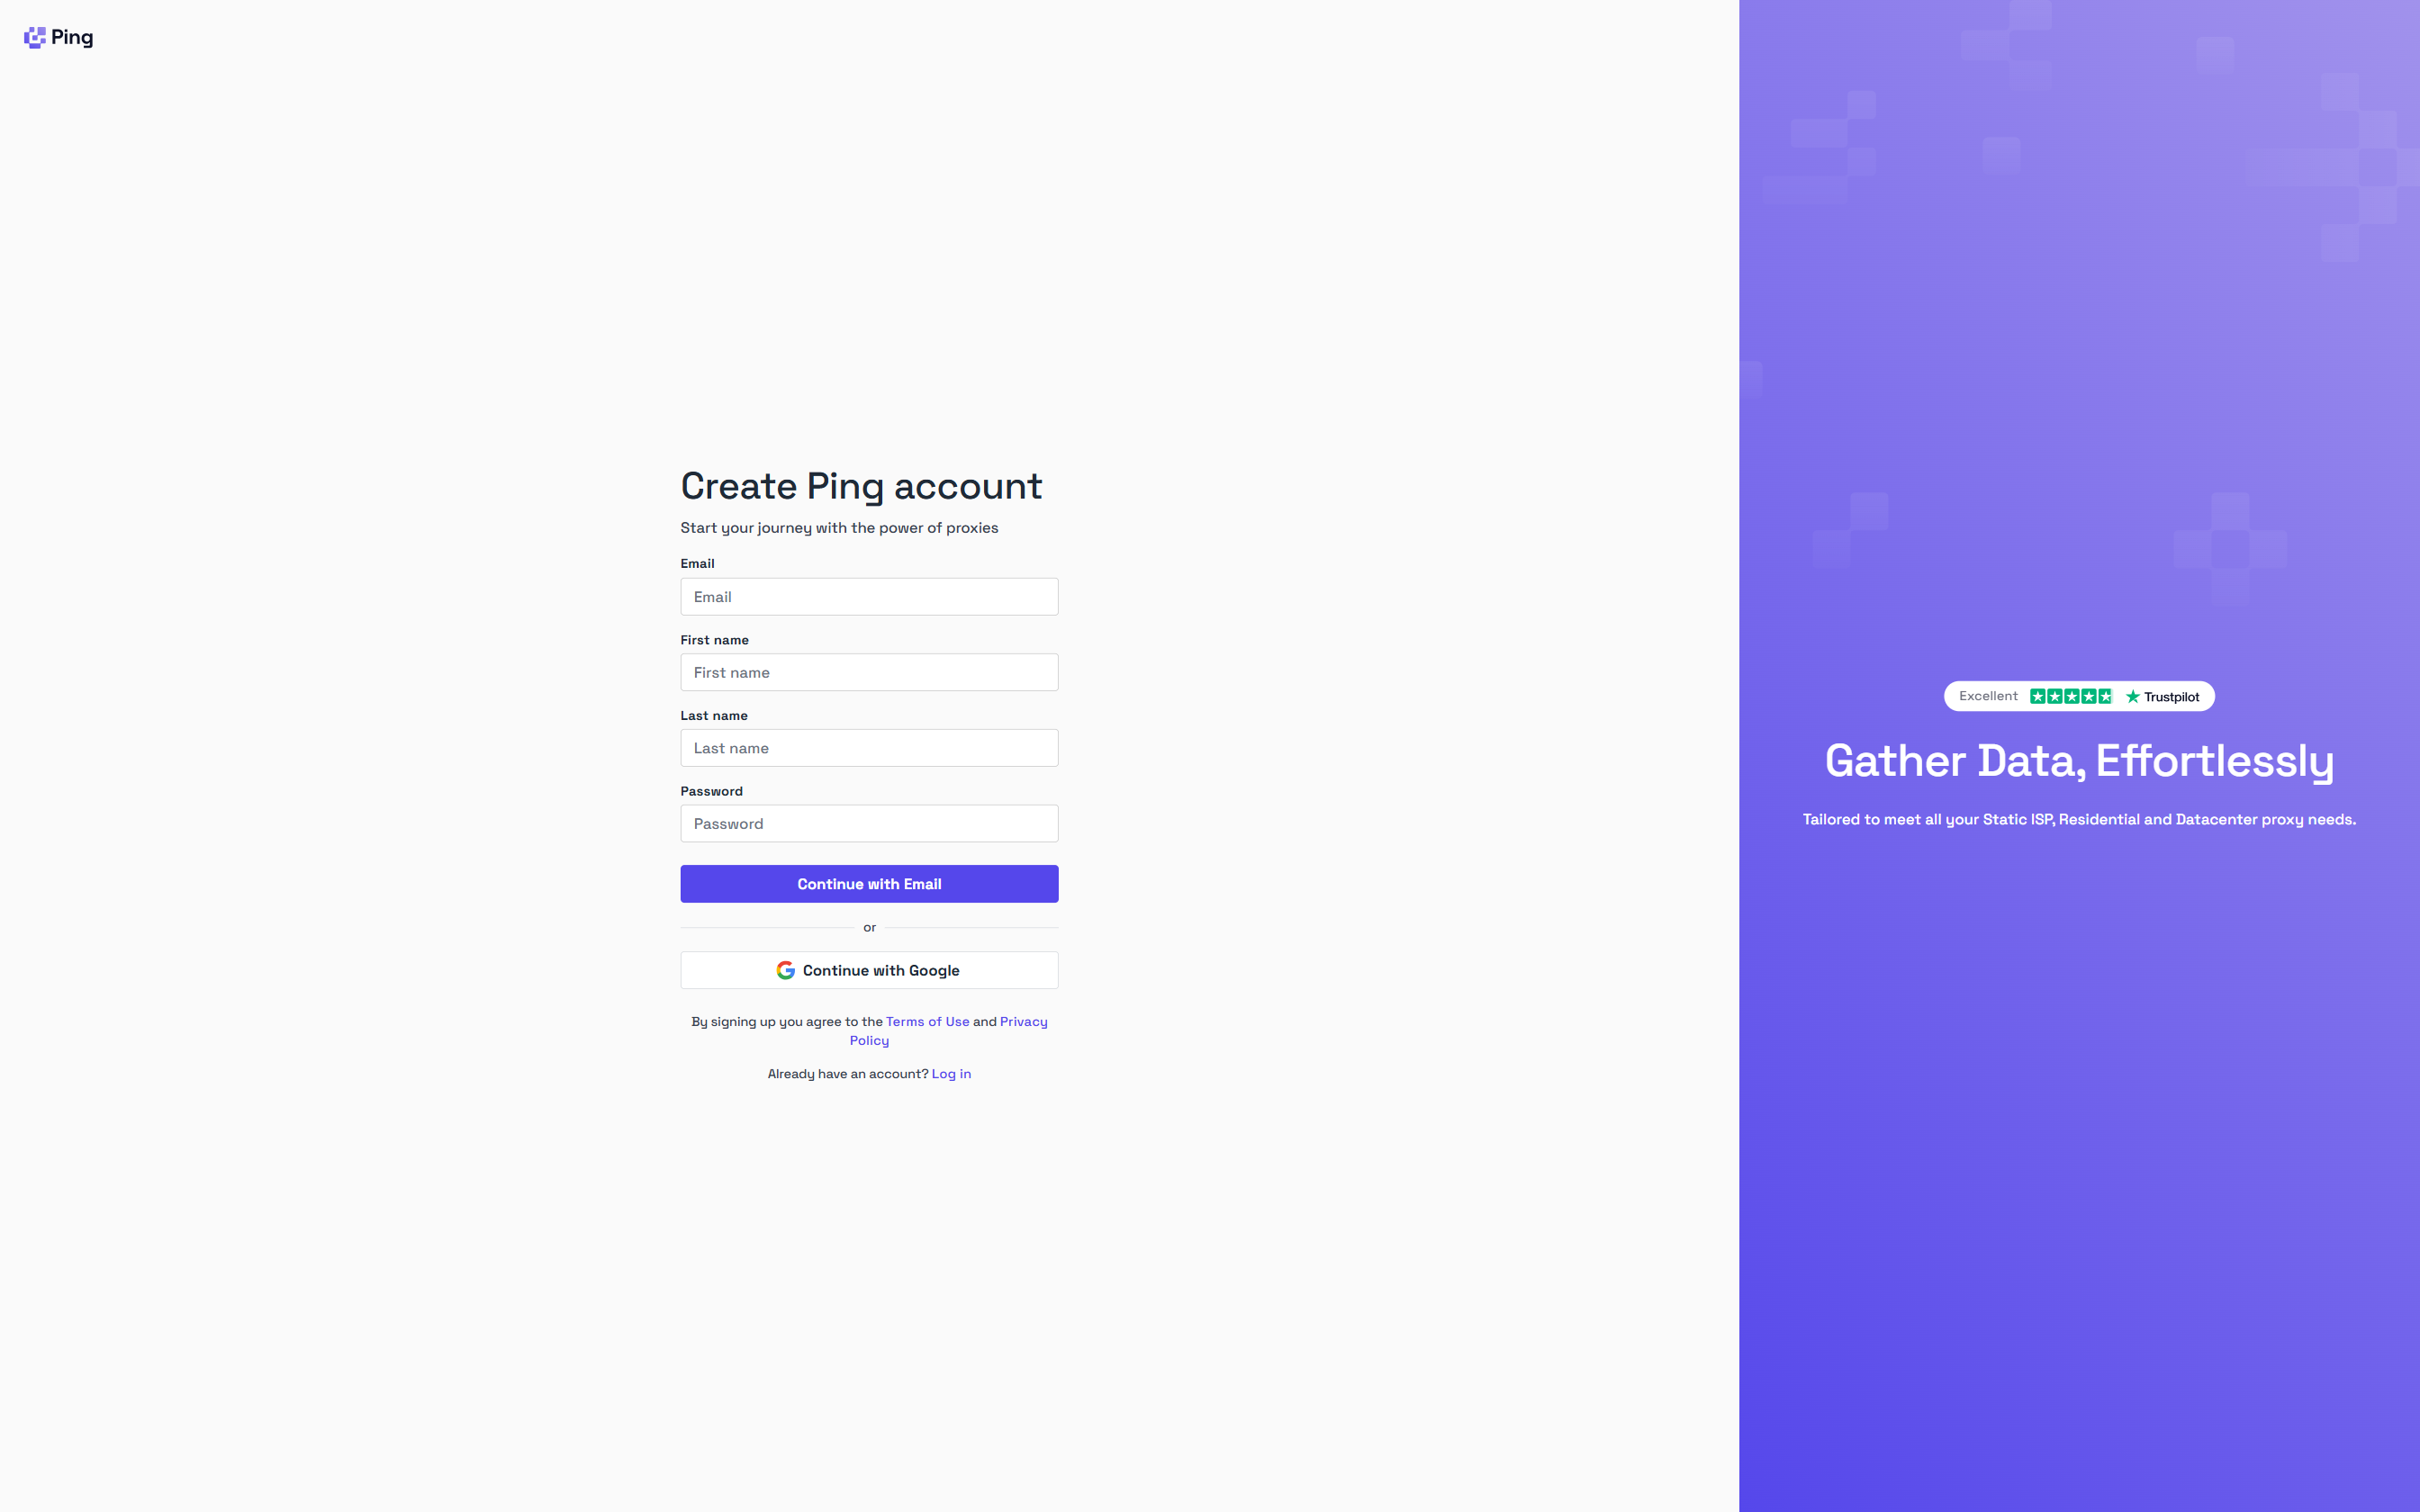 Ping
Create Ping account
Start your journey with the power of proxies
Email
Email
First name
First name
Last name
Last name
Password
Password
Continue with Email
or
Continue with Google
By signing up you agree to the Terms of Use and Privacy
Policy
Already have an account? Log in
Excellent Trustpilot
Gather Data, Effortlessly
Tailored to meet all your Static ISP, Residential and Datacenter proxy needs.